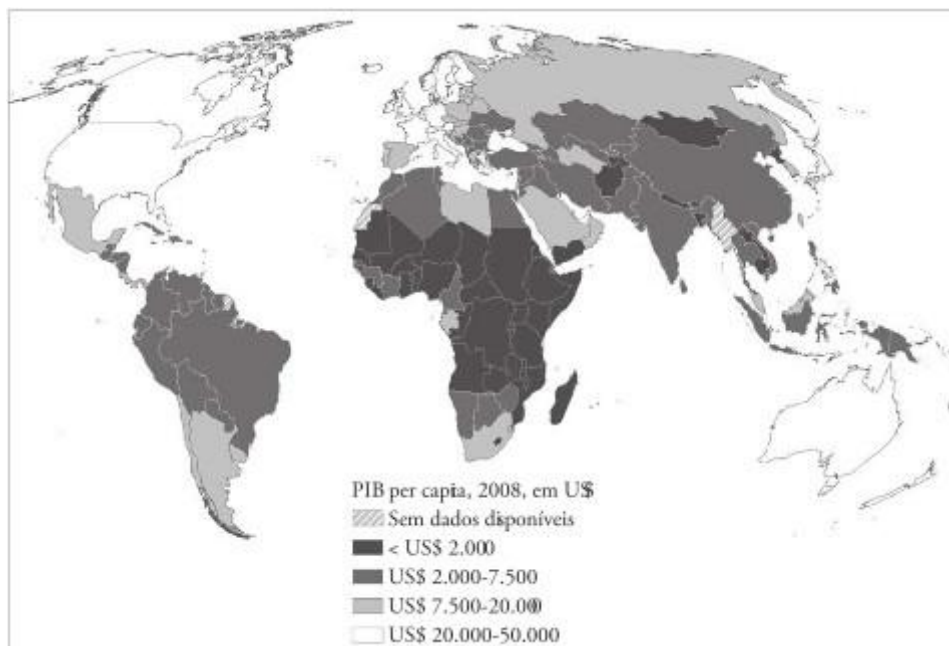 PIB per capita, 2008, em US$
Sem dados disponíveis
< US$ 2.000
US$ 2.000-7.500
US$ 7.500-20.000
US$ 20.000-50.000